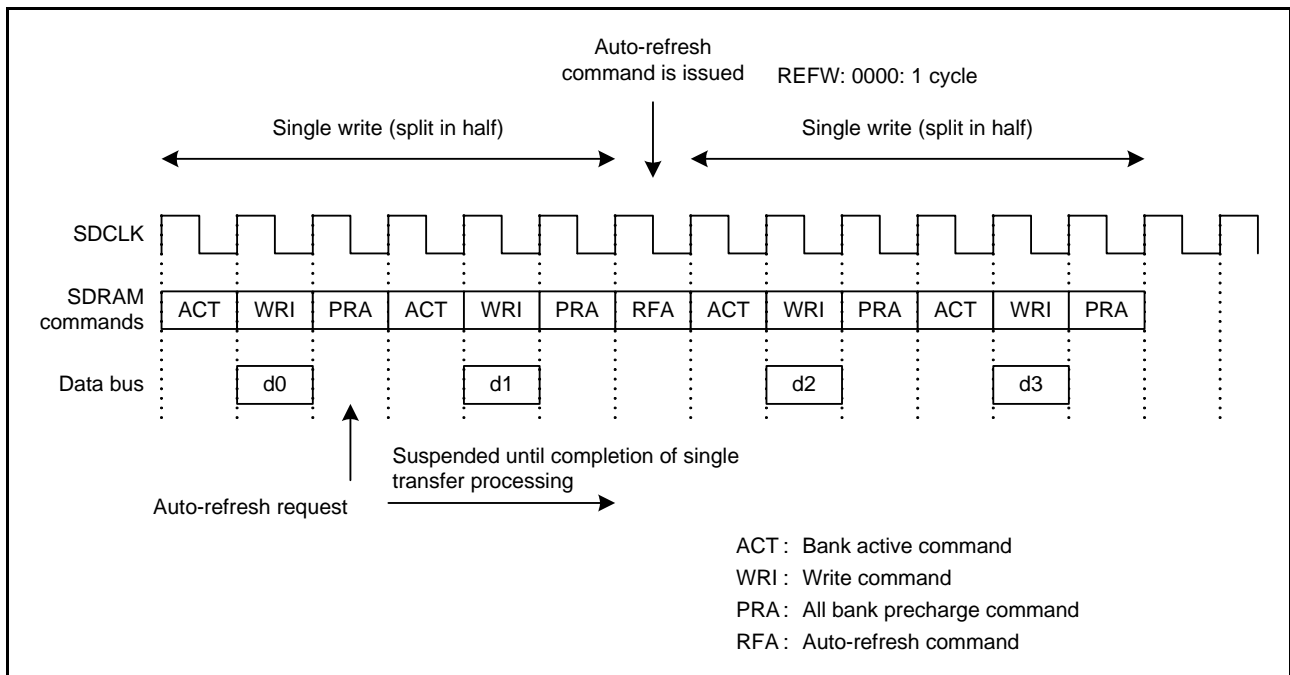 Auto-refresh
command is issued
REFW: 0000: 1 cycle
Single write (split in half)
Single write (split in half)
SDCLK
SDRAM
commands
ACT WRI PRA ACT WRI PRA RFA ACT WRI PRA ACT WRI PRA
Data bus
d0 d1 d2 d3
Suspended until completion of single
transfer processing
Auto-refresh request
ACT : Bank active command
WRI : Write command
PRA : All bank precharge command
RFA : Auto-refresh command